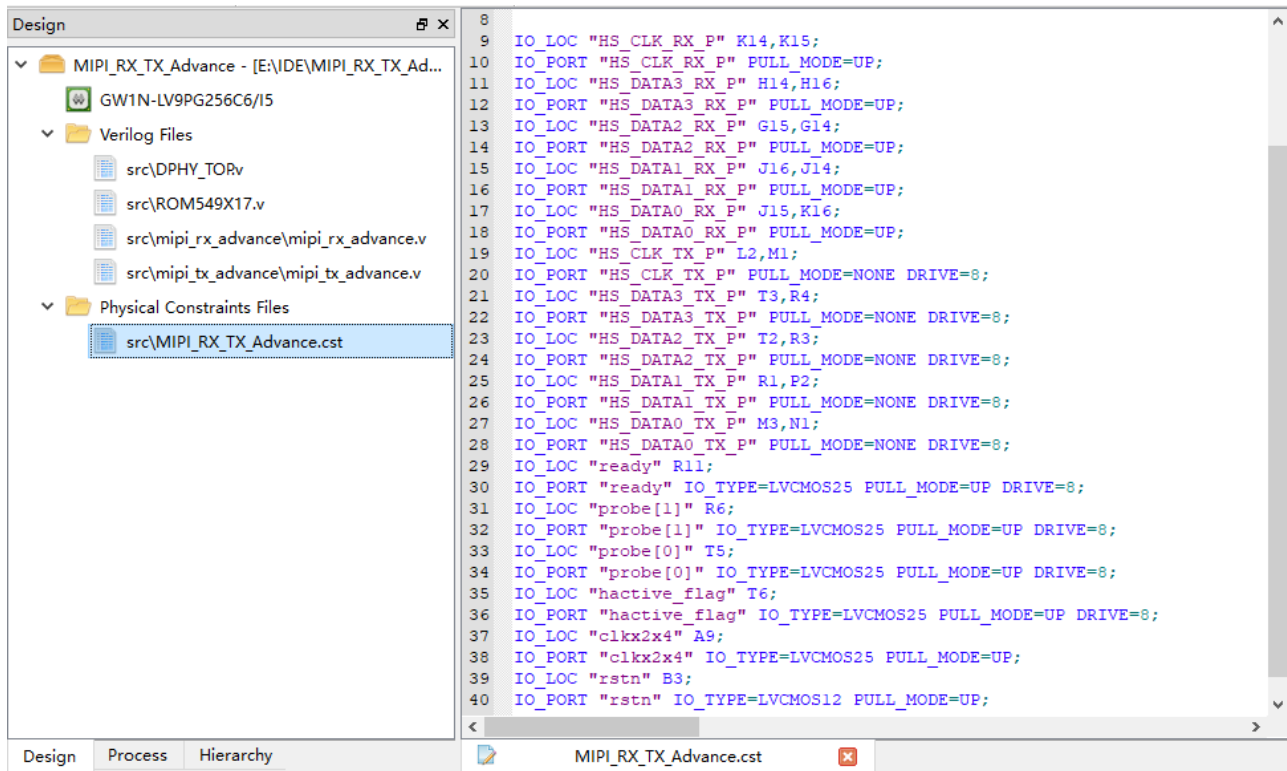 Design
MIPI_RX_TX_Advance - [E:\IDE\MIPI_RX_TX_Ad...
GW1N-LV9PG256C6/I5
Verilog Files
src\DPHY_TOP.v
src\ROM549X17.v
src\mipi_rx_advance\mipi_rx_advance.v
src\mipi_tx_advance\mipi_tx_advance.v
Physical Constraints Files
src\MIPI_RX_TX_Advance.cst
Design Process Hierarchy
8
9 IO_LOC "HS_CLK_RX_P" K14,K15;
10 IO_PORT "HS_CLK_RX_P" PULL_MODE=UP;
11 IO_LOC "HS_DATA3_RX_P" H14,H16;
12 IO_PORT "HS_DATA3_RX_P" PULL_MODE=UP;
13 IO_LOC "HS_DATA2_RX_P" G15,G14;
14 IO_PORT "HS_DATA2_RX_P" PULL_MODE=UP;
15 IO_LOC "HS_DATA1_RX_P" J16,J14;
16 IO_PORT "HS_DATA1_RX_P" PULL_MODE=UP;
17 IO_LOC "HS_DATA0_RX_P" J15,K16;
18 IO_PORT "HS_DATA0_RX_P" PULL_MODE=UP;
19 IO_LOC "HS_CLK_TX_P" L2,M1;
20 IO_PORT "HS_CLK_TX_P" PULL_MODE=NONE DRIVE=8;
21 IO_LOC "HS_DATA3_TX_P" T3,R4;
22 IO_PORT "HS_DATA3_TX_P" PULL_MODE=NONE DRIVE=8;
23 IO_LOC "HS_DATA2_TX_P" T2,R3;
24 IO_PORT "HS_DATA2_TX_P" PULL_MODE=NONE DRIVE=8;
25 IO_LOC "HS_DATA1_TX_P" R1,P2;
26 IO_PORT "HS_DATA1_TX_P" PULL_MODE=NONE DRIVE=8;
27 IO_LOC "HS_DATA0_TX_P" M3,N1;
28 IO_PORT "HS_DATA0_TX_P" PULL_MODE=NONE DRIVE=8;
29 IO_LOC "ready" R11;
30 IO_PORT "ready" IO_TYPE=LVCMOS25 PULL_MODE=UP DRIVE=8;
31 IO_LOC "probe[1]" R6;
32 IO_PORT "probe[1]" IO_TYPE=LVCMOS25 PULL_MODE=UP DRIVE=8;
33 IO_LOC "probe[0]" T5;
34 IO_PORT "probe[0]" IO_TYPE=LVCMOS25 PULL_MODE=UP DRIVE=8;
35 IO_LOC "hactive_flag" T6;
36 IO_PORT "hactive_flag" IO_TYPE=LVCMOS25 PULL_MODE=UP DRIVE=8;
37 IO_LOC "clkx2x4" A9;
38 IO_PORT "clkx2x4" IO_TYPE=LVCMOS25 PULL_MODE=UP;
39 IO_LOC "rstn" B3;
40 IO_PORT "rstn" IO_TYPE=LVCMOS12 PULL_MODE=UP;
MIPI_RX_TX_Advance.cst